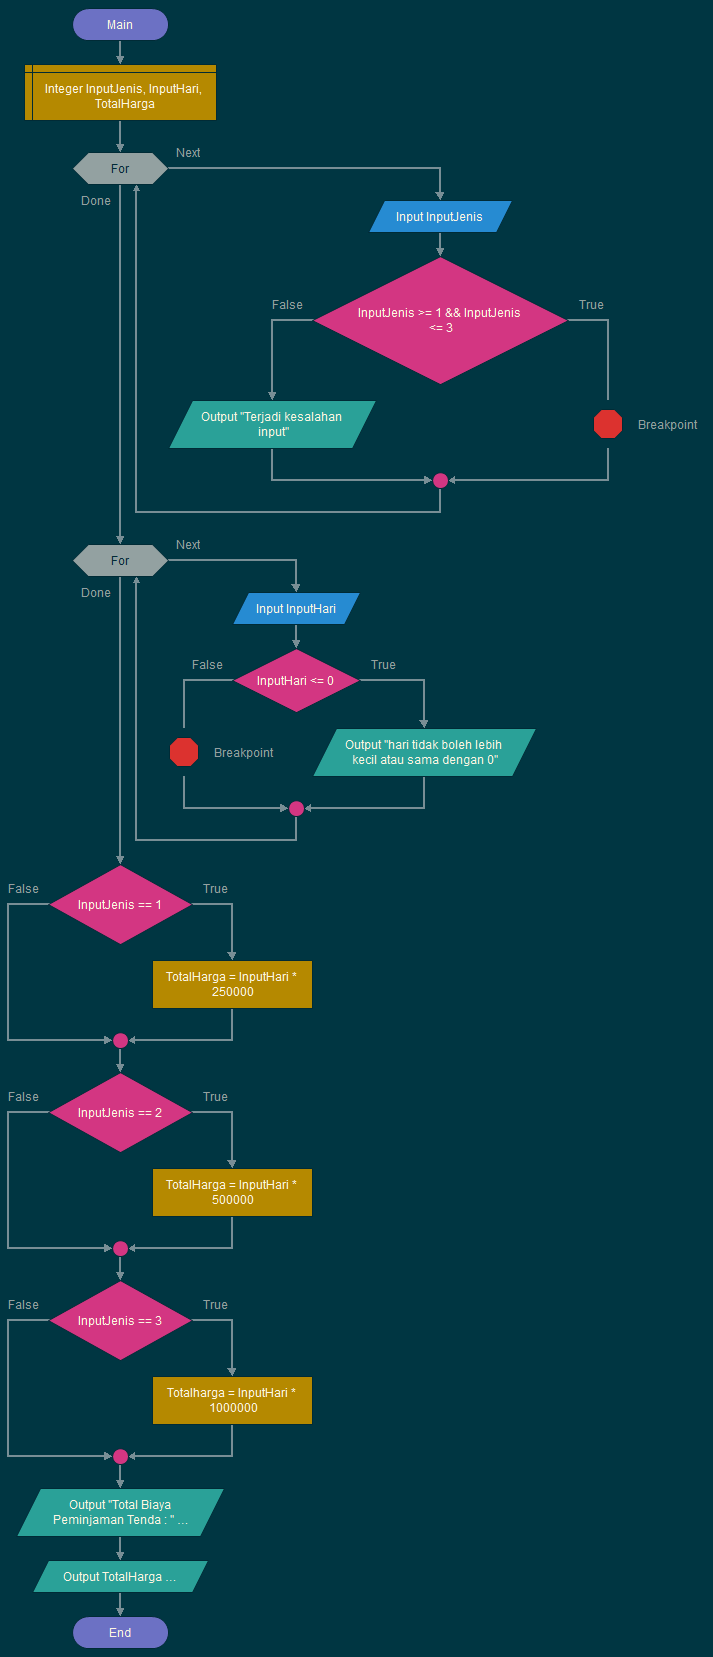 Main
Integer InputJenis, InputHari,
TotalHarga
For
Next
Done
Input InputJenis
False
True
InputJenis >= 1 && InputJenis
<= 3
Output "Terjadi kesalahan
input"
Breakpoint
For
Next
Done
Input InputHari
False
True
InputHari <= 0
Breakpoint
Output "hari tidak boleh lebih
kecil atau sama dengan 0"
False
True
InputJenis == 1
TotalHarga = InputHari *
250000
False
True
InputJenis == 2
TotalHarga = InputHari *
500000
False
True
InputJenis == 3
Totalharga = InputHari *
1000000
Output "Total Biaya
Peminjaman Tenda : " ...
Output TotalHarga ...
End